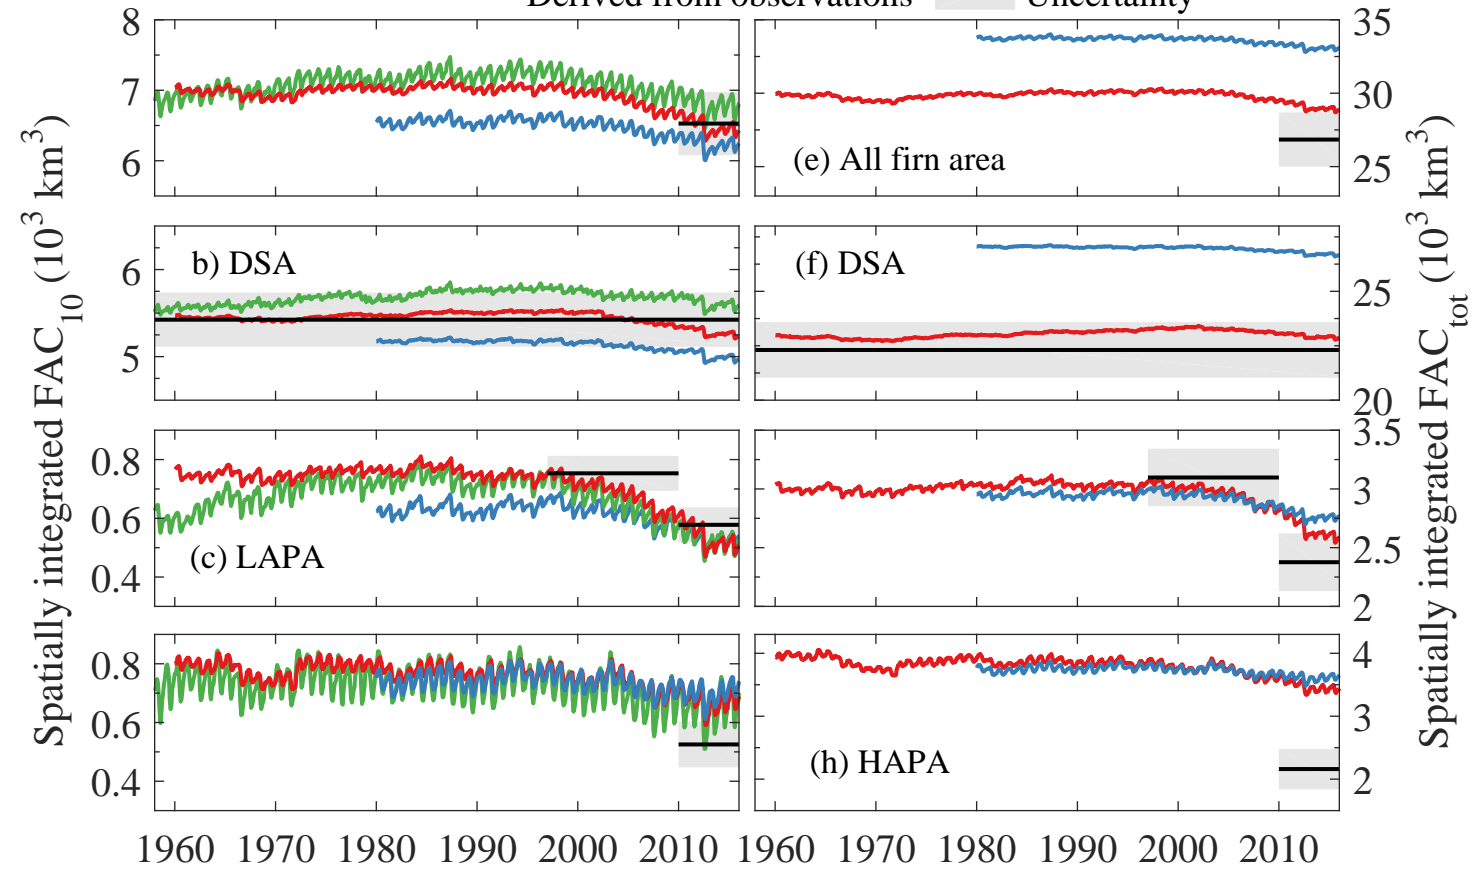 Derived from observations Uncertainty
8
7
6
35
30
25
(e) All firn area
b) DSA
6
5
(f) DSA
25
20
0.8
0.6
0.4
(c) LAPA
3.5
3
2.5
2
0.8
0.6
0.4
4
3
2
(h) HAPA
1960 1970 1980 1990 2000 2010 1960 1970 1980 1990 2000 2010
Spatially integrated FAC10 (10^3 km^3)
Spatially integrated FACtot (10^3 km^3)